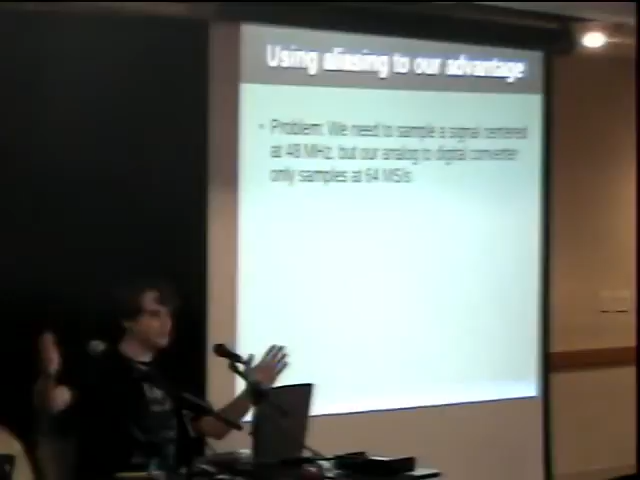 Using aliasing to our advantage
• Problem: We need to sample a signal centered
at 48 MHz, but our analog to digital converter
only samples at 64 MS/s